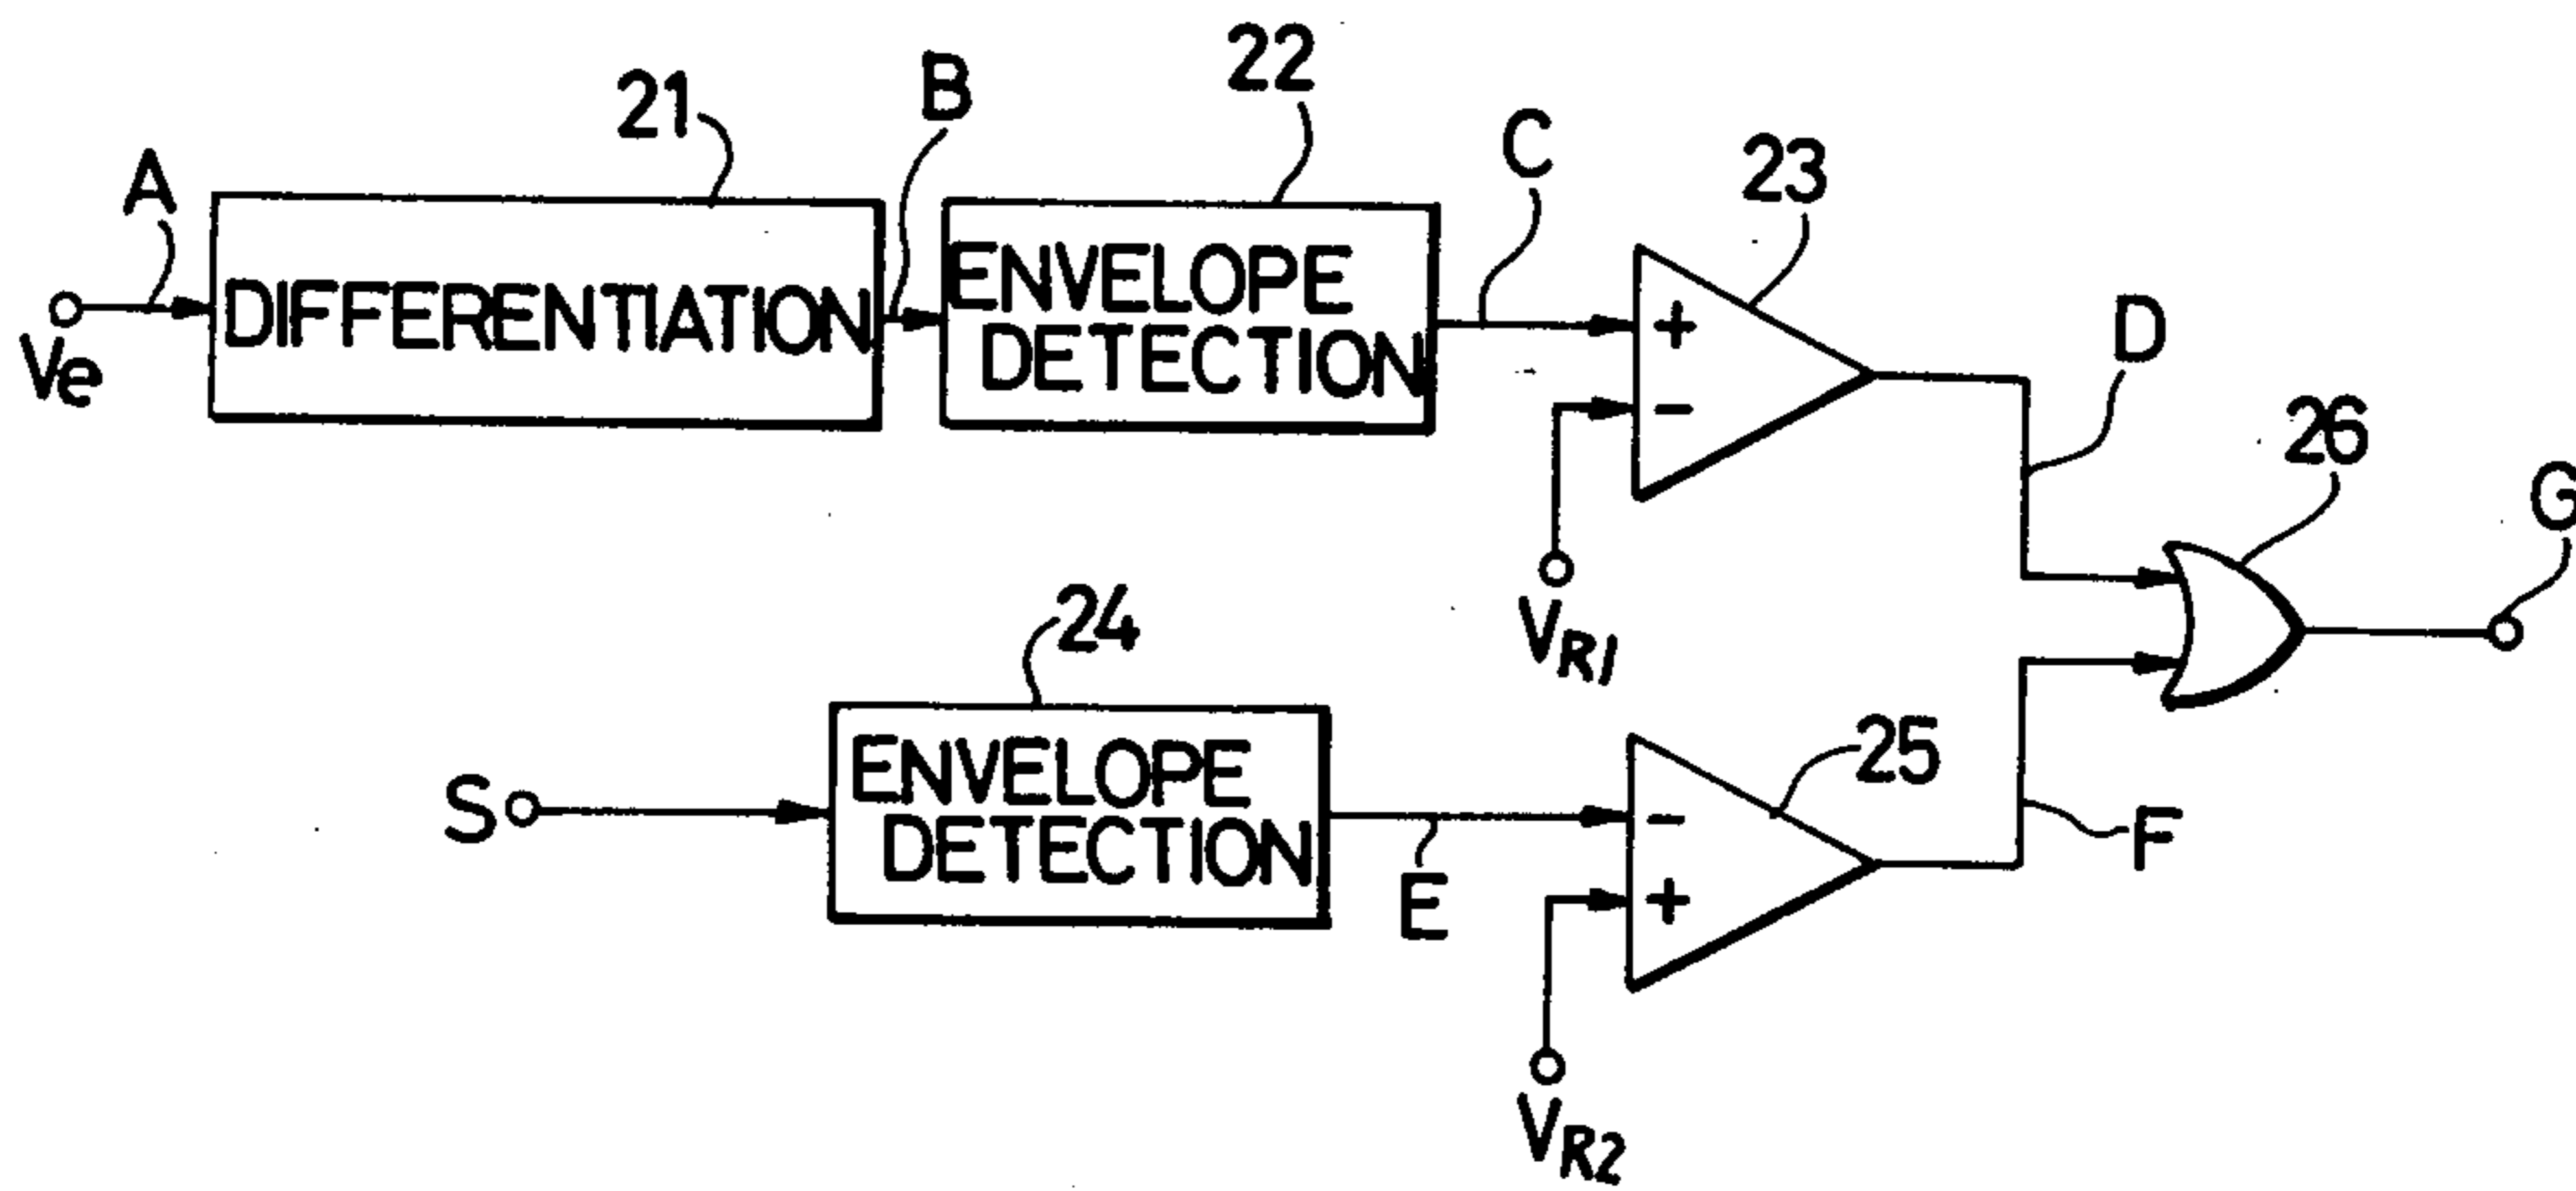 22
B
21
C
23
A
ENVELOPE
DETECTION
DIFFERENTIATION
+
D
Ve
−
26
G
VR1
24
25
ENVELOPE
DETECTION
S
−
F
E
+
VR2